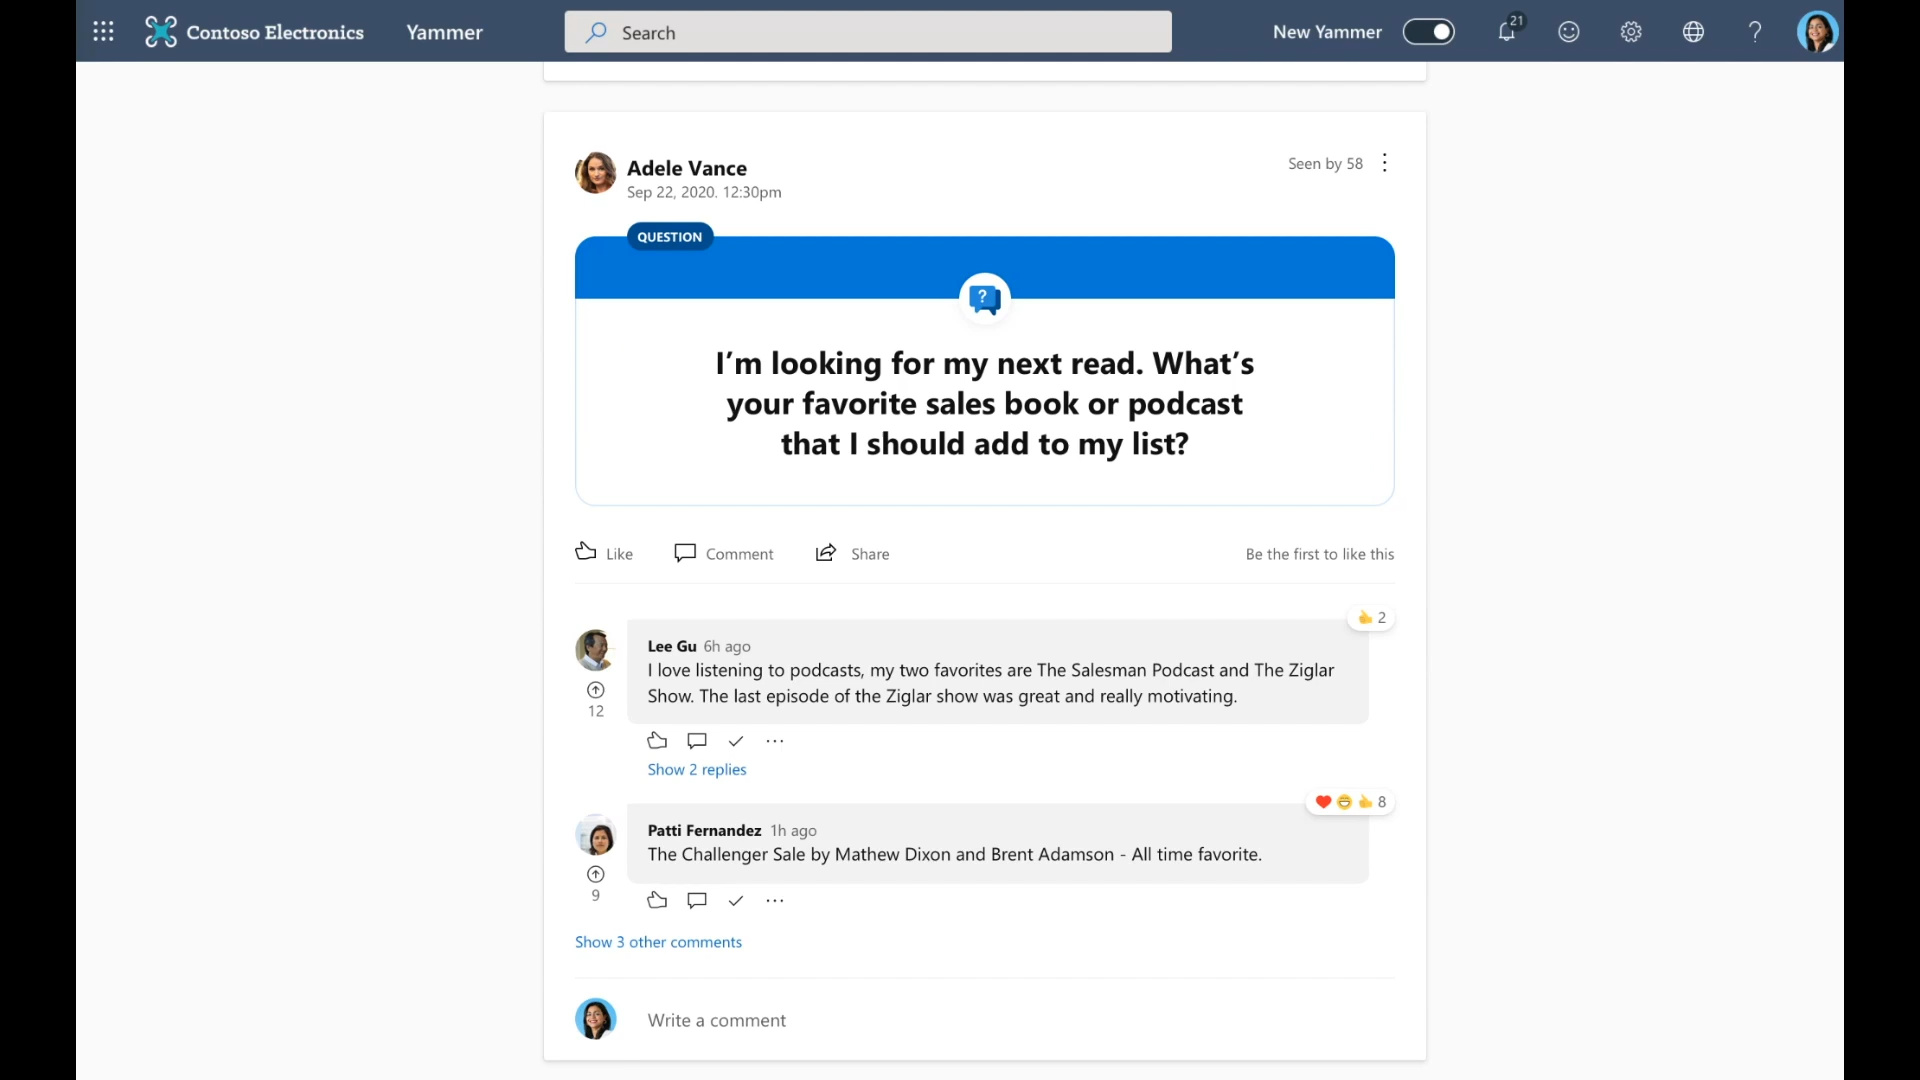 Contoso Electronics
Yammer
Search
New Yammer
21
Adele Vance
Sep 22, 2020. 12:30pm
Seen by 58
QUESTION
?
I’m looking for my next read. What’s
your favorite sales book or podcast
that I should add to my list?
Like
Comment
Share
Be the first to like this
2
Lee Gu 6h ago
I love listening to podcasts, my two favorites are The Salesman Podcast and The Ziglar
Show. The last episode of the Ziglar show was great and really motivating.
12
Show 2 replies
8
Patti Fernandez 1h ago
The Challenger Sale by Mathew Dixon and Brent Adamson - All time favorite.
9
Show 3 other comments
Write a comment